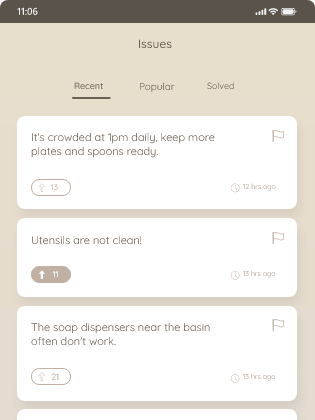 11:06
Issues
Recent Popular Solved
It's crowded at 1pm daily, keep more
plates and spoons ready.
13 12 hrs ago
Utensils are not clean!
11 13 hrs ago
The soap dispensers near the basin
often don't work.
21 13 hrs ago